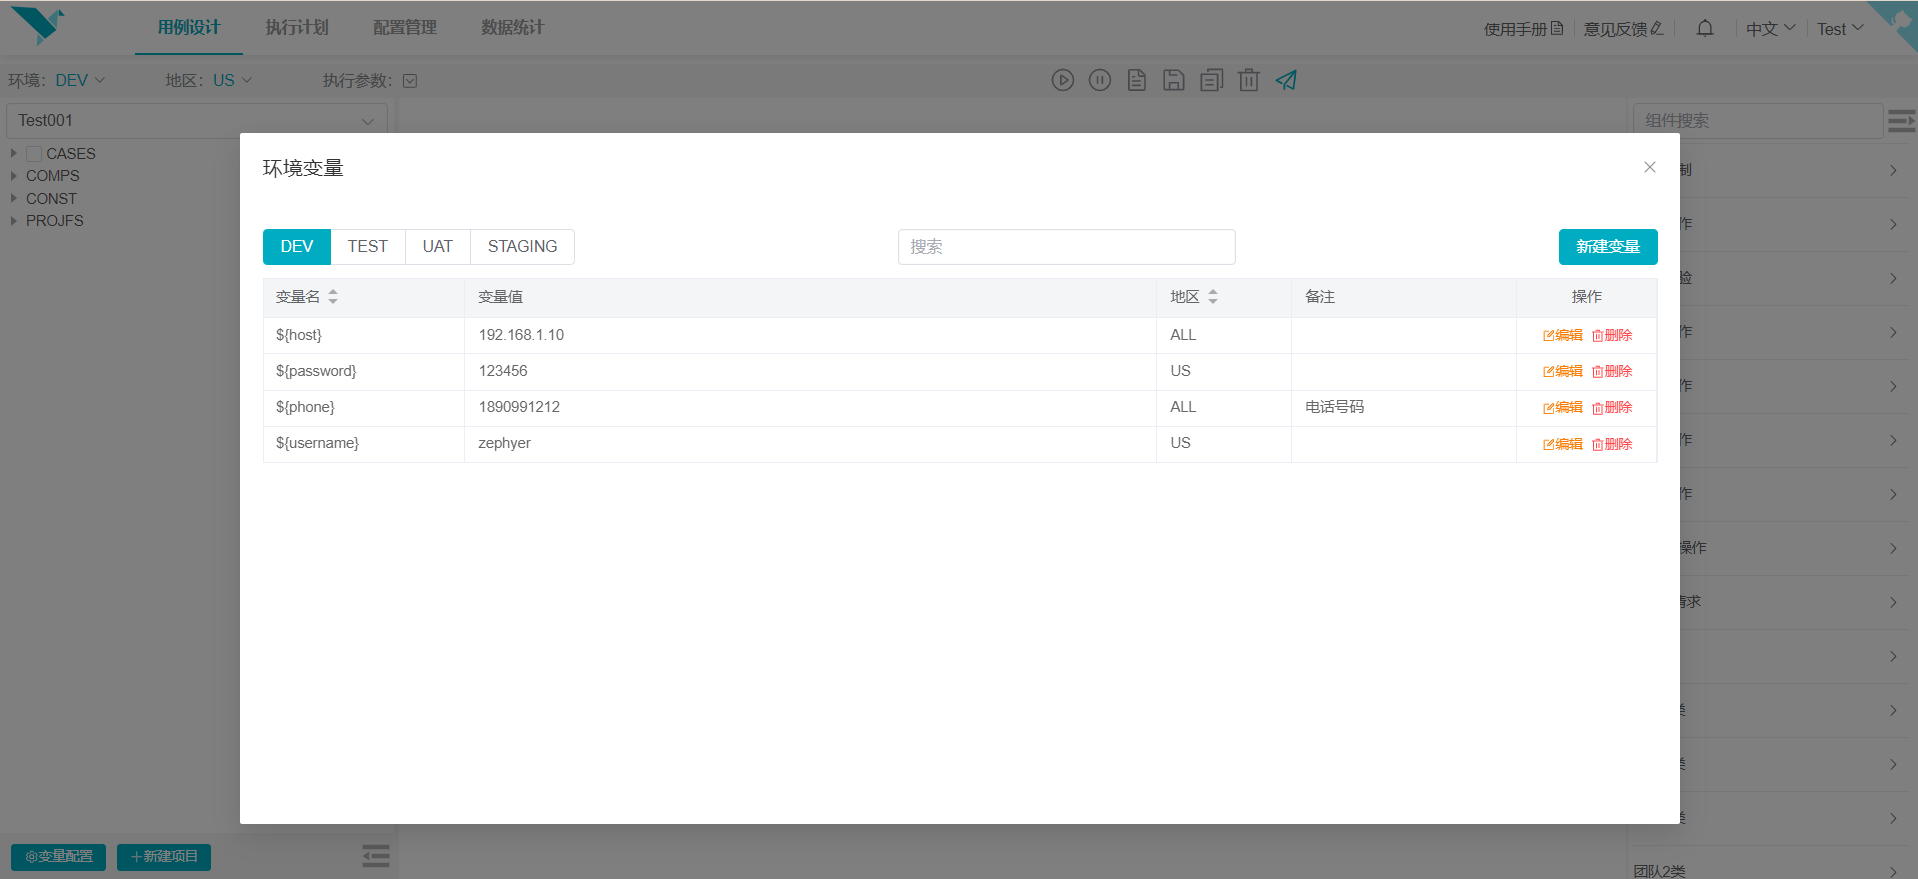 用例设计 执行计划 配置管理 数据统计 使用手册 意见反馈 中文 Test
环境: DEV 地区: US 执行参数:
Test001 组件搜索
CASES
COMPS
CONST
PROJFS
环境变量
DEV TEST UAT STAGING 搜索 新建变量
变量名 变量值 地区 备注 操作
${host} 192.168.1.10 ALL 编辑 删除
${password} 123456 US 编辑 删除
${phone} 1890991212 ALL 电话号码 编辑 删除
${username} zephyer US 编辑 删除
制
作
验
作
作
作
作
操作
请求
类
类
类
团队2类
变量配置 新建项目